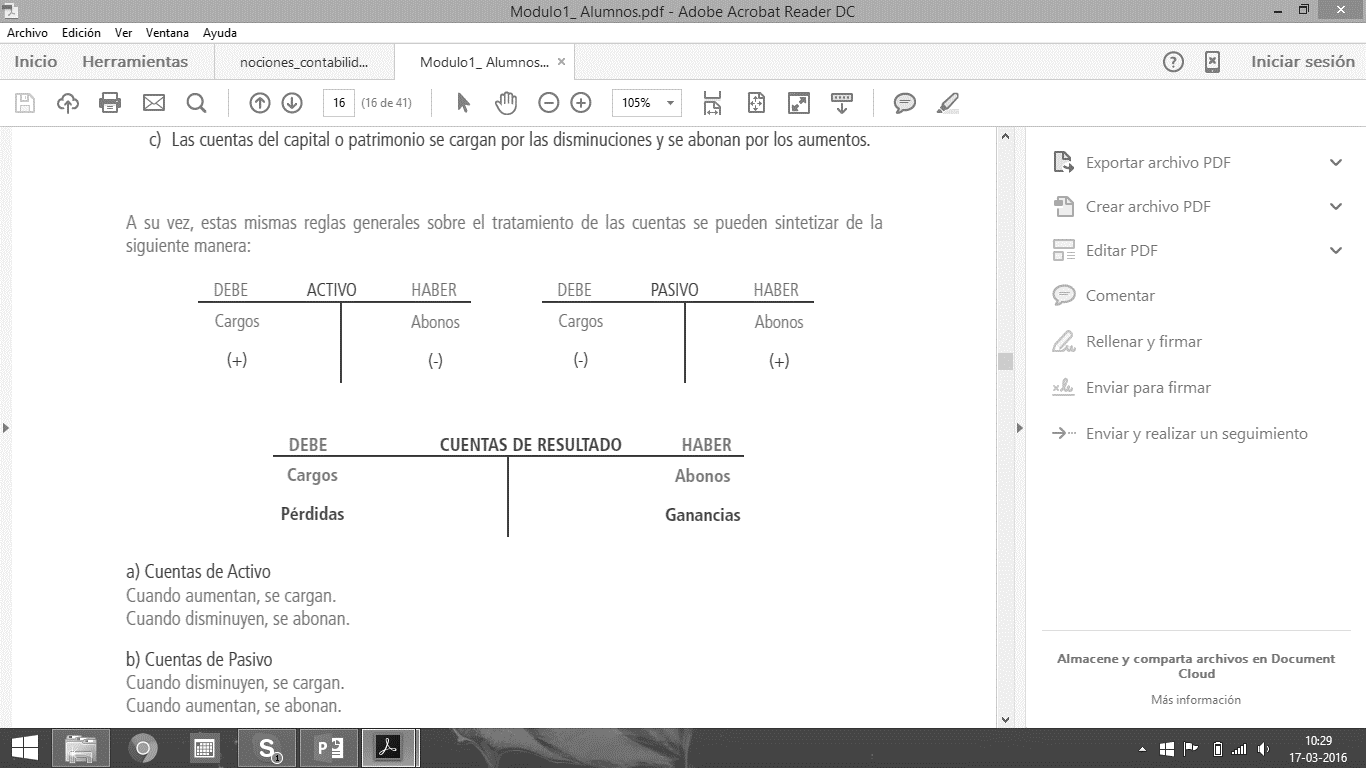 Modulo1_ Alumnos.pdf - Adobe Acrobat Reader DC
Archivo Edición Ver Ventana Ayuda
Inicio Herramientas nociones_contabilid... Modulo1_ Alumnos... × Iniciar sesión
16 (16 de 41) 105%
c) Las cuentas del capital o patrimonio se cargan por las disminuciones y se abonan por los aumentos.
A su vez, estas mismas reglas generales sobre el tratamiento de las cuentas se pueden sintetizar de la
siguiente manera:
DEBE ACTIVO HABER DEBE PASIVO HABER
Cargos Abonos Cargos Abonos
(+) (-) (-) (+)
DEBE CUENTAS DE RESULTADO HABER
Cargos Abonos
Pérdidas Ganancias
a) Cuentas de Activo
Cuando aumentan, se cargan.
Cuando disminuyen, se abonan.
b) Cuentas de Pasivo
Cuando disminuyen, se cargan.
Cuando aumentan, se abonan.
Exportar archivo PDF
Crear archivo PDF
Editar PDF
Comentar
Rellenar y firmar
Enviar para firmar
Enviar y realizar un seguimiento
Almacene y comparta archivos en Document
Cloud
Más información
10:29
17-03-2016